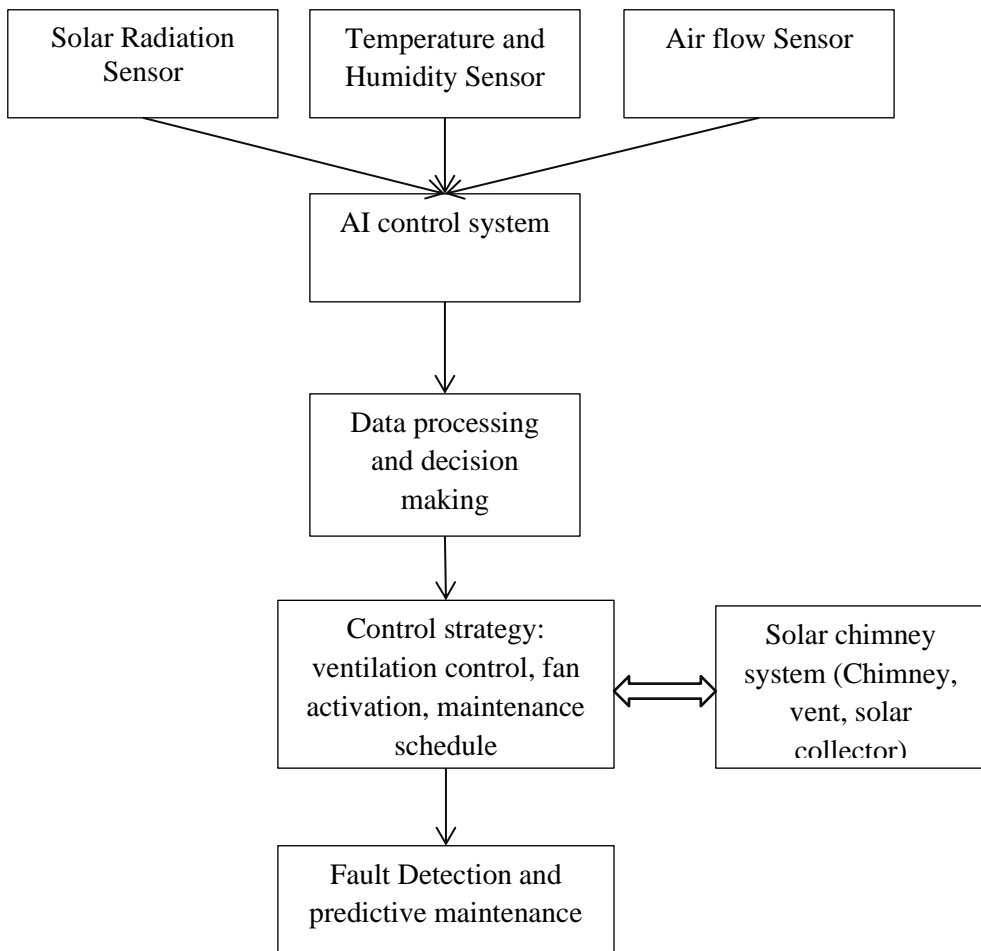 Solar Radiation
Sensor
Temperature and
Humidity Sensor
Air flow Sensor
AI control system
Data processing
and decision
making
Control strategy:
ventilation control, fan
activation, maintenance
schedule
Solar chimney
system (Chimney,
vent, solar
collector)
Fault Detection and
predictive maintenance